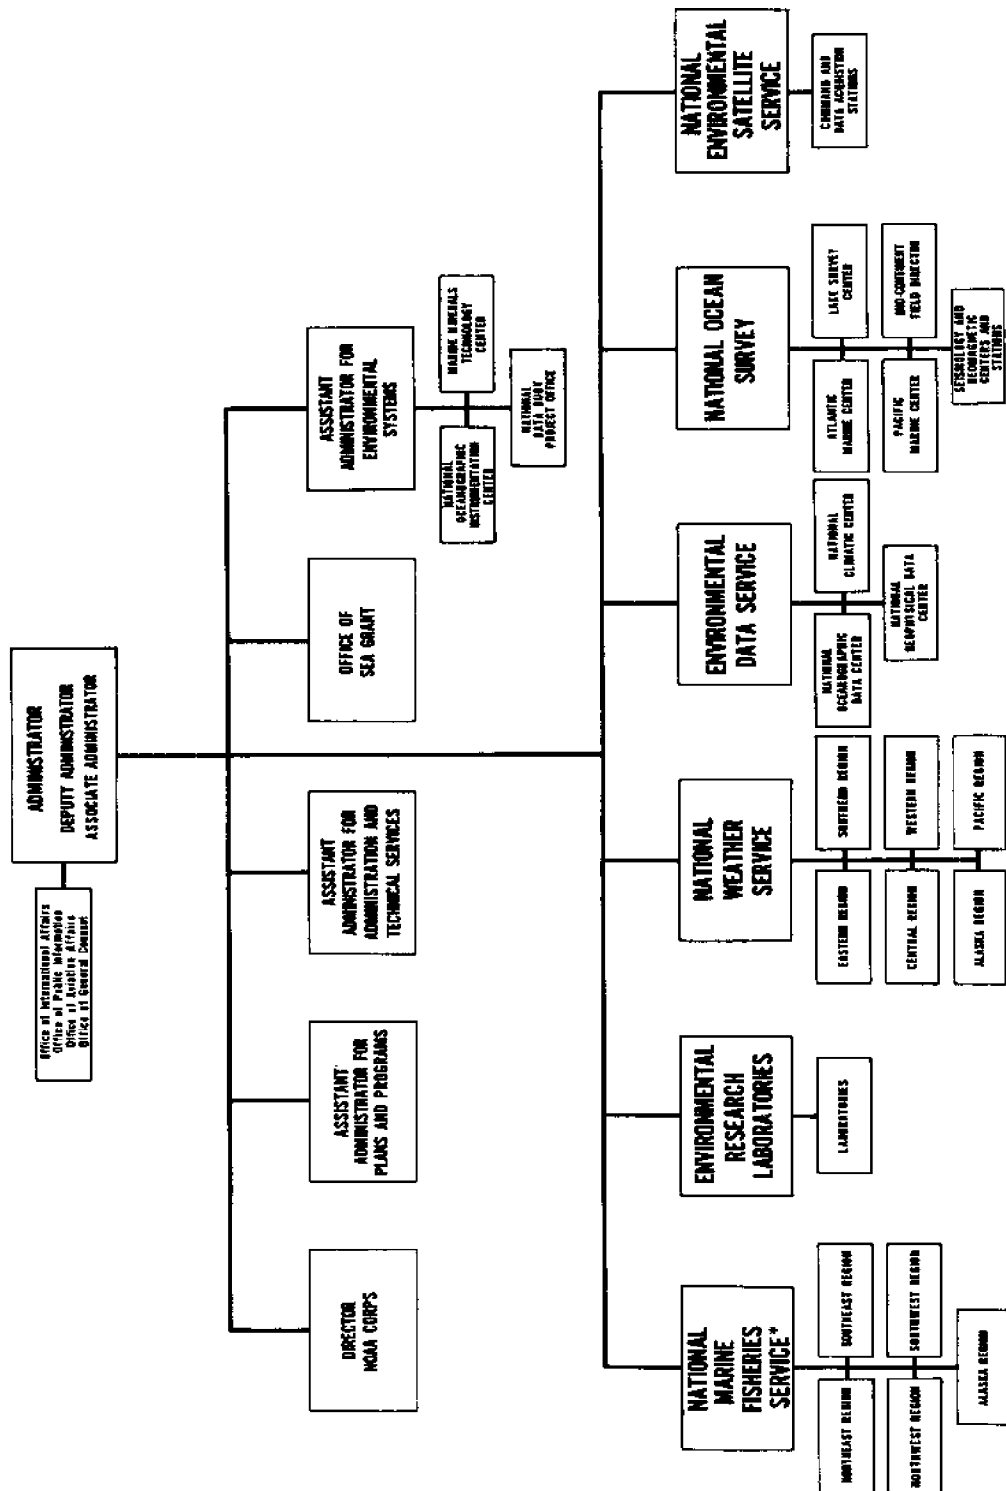 ADMINISTRATOR
DEPUTY ADMINISTRATOR
ASSOCIATE ADMINISTRATOR
Office of International Affairs
Office of Public Information
Office of Aviation Affairs
Office of General Counsel
DIRECTOR
NOAA CORPS
ASSISTANT
ADMINISTRATOR FOR
PLANS AND PROGRAMS
ASSISTANT
ADMINISTRATOR FOR
ADMINISTRATION AND
TECHNICAL SERVICES
OFFICE OF
SEA GRANT
ASSISTANT
ADMINISTRATOR FOR
ENVIRONMENTAL
SYSTEMS
NATIONAL
OCEANOGRAPHIC
INSTRUMENTATION
CENTER
MARINE MINERALS
TECHNOLOGY
CENTER
NATIONAL
DATA BUOY
PROJECT OFFICE
NATIONAL
MARINE
FISHERIES
SERVICE*
NORTHEAST REGION
SOUTHEAST REGION
NORTHWEST REGION
SOUTHWEST REGION
ALASKA REGION
ENVIRONMENTAL
RESEARCH
LABORATORIES
LABORATORIES
NATIONAL
WEATHER
SERVICE
EASTERN REGION
SOUTHERN REGION
CENTRAL REGION
WESTERN REGION
ALASKA REGION
PACIFIC REGION
ENVIRONMENTAL
DATA SERVICE
NATIONAL
OCEANOGRAPHIC
DATA CENTER
NATIONAL
CLIMATIC CENTER
NATIONAL
GEOPHYSICAL DATA
CENTER
NATIONAL OCEAN
SURVEY
ATLANTIC
MARINE CENTER
LAKE SURVEY
CENTER
PACIFIC
MARINE CENTER
MID-CONTINENT
FIELD DIRECTOR
SEISMOLOGY AND
GEOMAGNETIC
CENTERS AND
STATIONS
NATIONAL
ENVIRONMENTAL
SATELLITE
SERVICE
COMMAND AND
DATA ACQUISITION
STATIONS